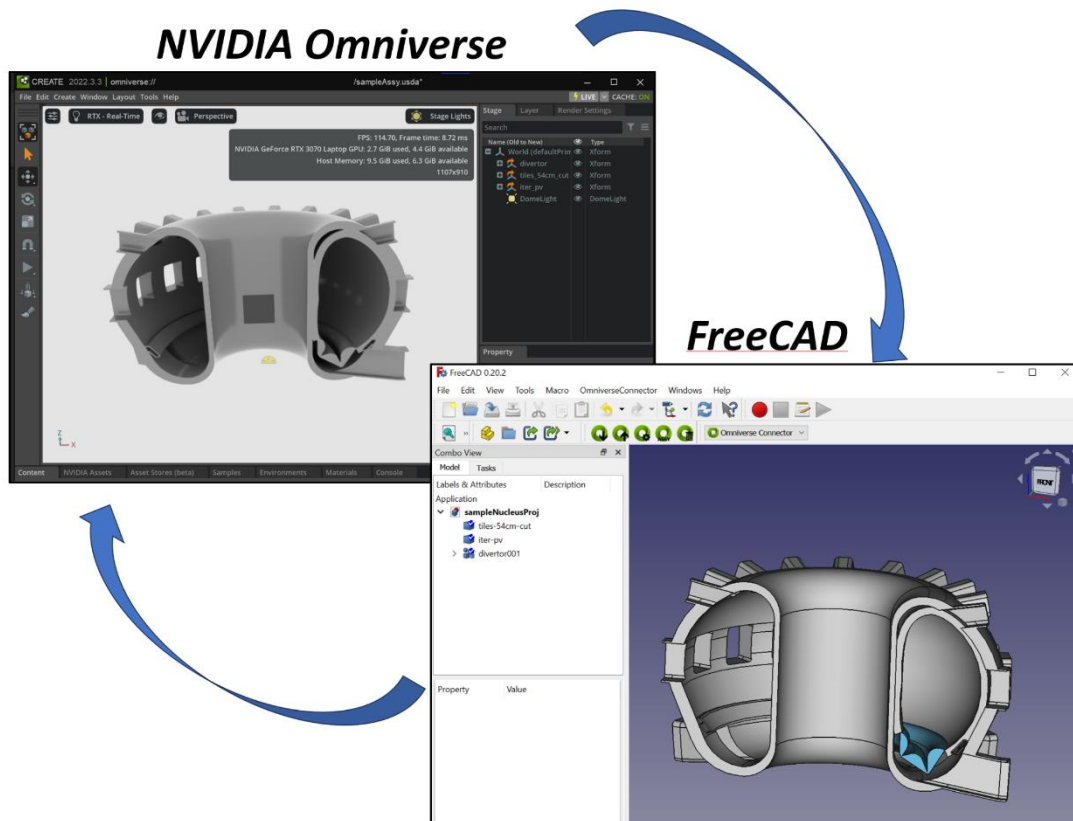 NVIDIA Omniverse
CREATE 2022.3.3 | omniverse://
/sampleAssy.usda*
File Edit Create Window Layout Tools Help
LIVE
CACHE: ON
RTX - Real-Time
Perspective
Stage Lights
FPS: 114.70, Frame time: 8.72 ms
NVIDIA GeForce RTX 3070 Laptop GPU: 2.7 GiB used, 4.4 GiB available
Host Memory: 9.5 GiB used, 6.3 GiB available
1107x910
Stage Layer Render Settings
Search
Name (Old to New) Type
World (defaultPrim Xform
divertor Xform
tiles_54cm_cut Xform
iter_pv Xform
DomeLight DomeLight
Property
Z
X
Content NVIDIA Assets Asset Stores (beta) Samples Environments Materials Console
FreeCAD
FreeCAD 0.20.2
File Edit View Tools Macro OmniverseConnector Windows Help
Omniverse Connector
Combo View
Model Tasks
Labels & Attributes Description
Application
sampleNucleusProj
tiles-54cm-cut
iter-pv
divertor001
Property Value
FRONT